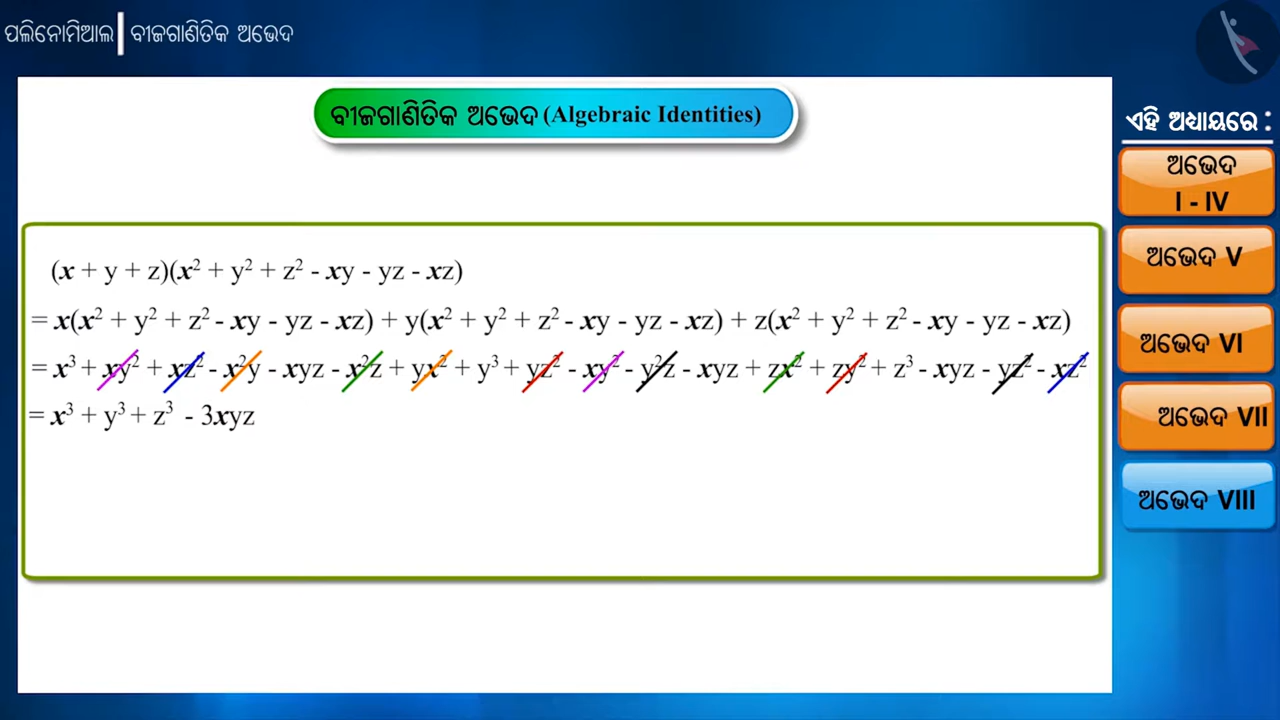 ପଲିନୋମିଆଲ | ବୀଜଗାଣିତିକ ଅଭେଦ
ବୀଜଗାଣିତିକ ଅଭେଦ (Algebraic Identities)
(x + y + z)(x² + y² + z² - xy - yz - xz)
= x(x² + y² + z² - xy - yz - xz) + y(x² + y² + z² - xy - yz - xz) + z(x² + y² + z² - xy - yz - xz)
= x³ + xy² + xz² - x²y - xyz - x²z + yx² + y³ + yz² - xy² - y²z - xyz + zx² + zy² + z³ - xyz - yz² - xz²
= x³ + y³ + z³ - 3xyz
ଏହି ଅଧ୍ୟାୟରେ :
ଅଭେଦ
I - IV
ଅଭେଦ V
ଅଭେଦ VI
ଅଭେଦ VII
ଅଭେଦ VIII